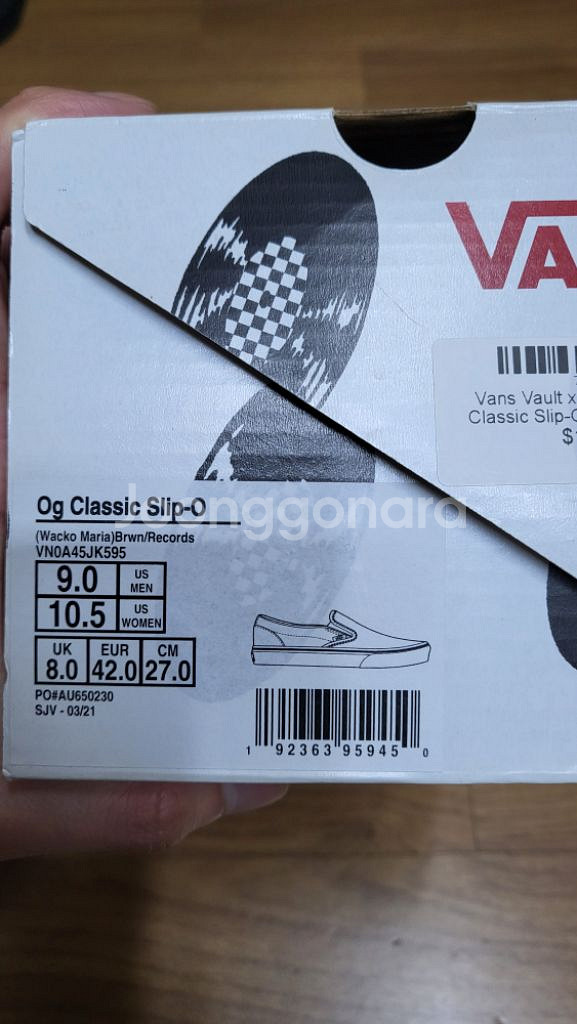 VA
Vans Vault x
Classic Slip-O
$
Joonggonara
Og Classic Slip-O
(Wacko Maria)Brwn/Records
VN0A45JK595
9.0 US MEN
10.5 US WOMEN
UK 8.0 EUR 42.0 CM 27.0
PO#AU650230
SJV - 03/21
1 92363 95945 0